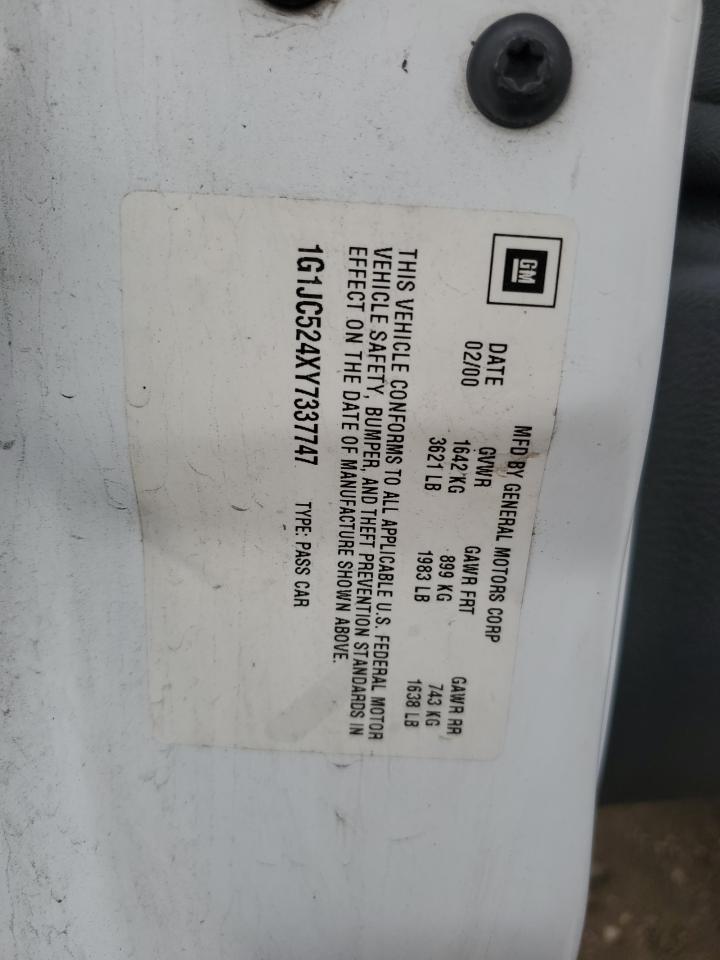 GM
MFD BY GENERAL MOTORS CORP
DATE GVWR GAWR FRT GAWR RR
02/00 1642 KG 899 KG 743 KG
3621 LB 1983 LB 1638 LB
THIS VEHICLE CONFORMS TO ALL APPLICABLE U.S. FEDERAL MOTOR
VEHICLE SAFETY, BUMPER, AND THEFT PREVENTION STANDARDS IN
EFFECT ON THE DATE OF MANUFACTURE SHOWN ABOVE.
1G1JC524XY7337747 TYPE: PASS CAR